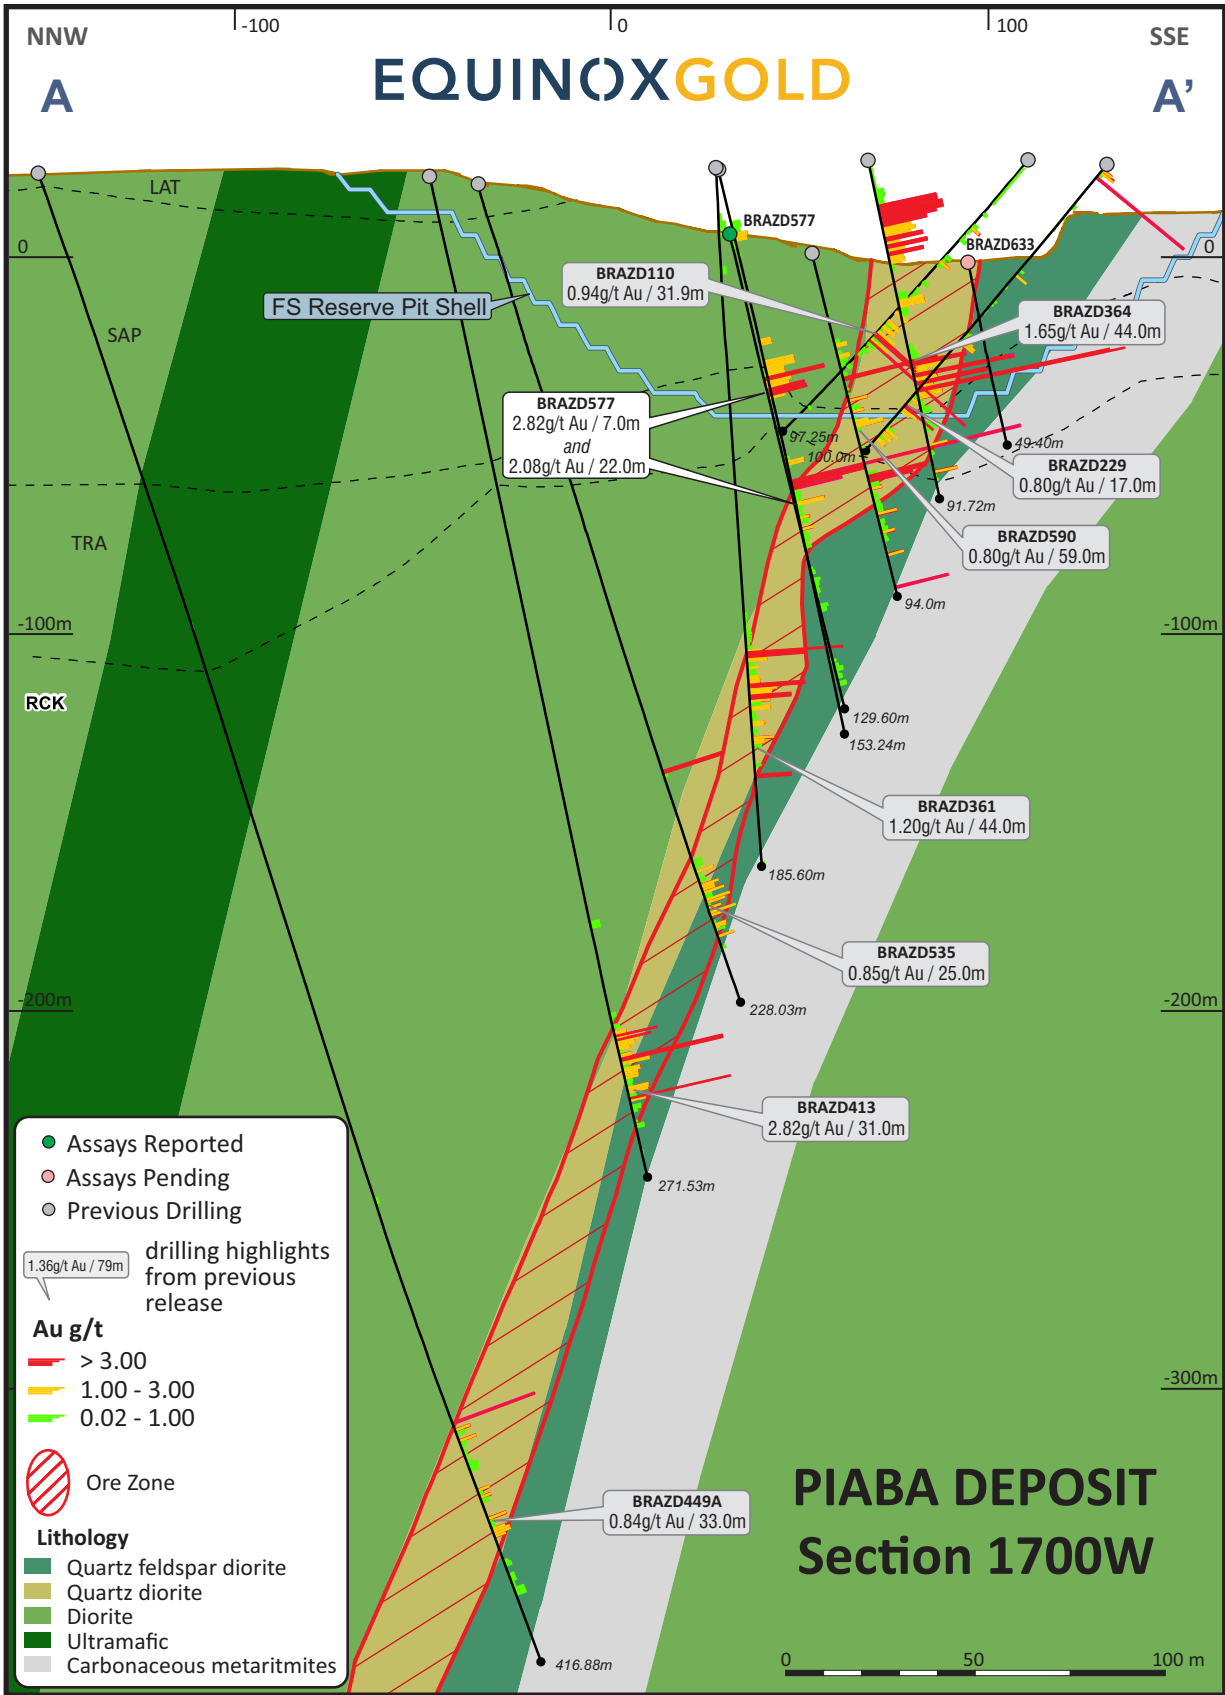 -100
0
100
NNW
SSE
EQUINOXGOLD
A
A'
LAT
BRAZD577
BRAZD633
0
0
BRAZD110
0.94g/t Au / 31.9m
FS Reserve Pit Shell
BRAZD364
1.65g/t Au / 44.0m
SAP
BRAZD577
2.82g/t Au / 7.0m
and
2.08g/t Au / 22.0m
97.25m
100.0m
49.40m
BRAZD229
0.80g/t Au / 17.0m
91.72m
TRA
BRAZD590
0.80g/t Au / 59.0m
94.0m
-100m
-100m
RCK
129.60m
153.24m
BRAZD361
1.20g/t Au / 44.0m
185.60m
BRAZD535
0.85g/t Au / 25.0m
-200m
-200m
228.03m
BRAZD413
2.82g/t Au / 31.0m
271.53m
Assays Reported
Assays Pending
Previous Drilling
1.36g/t Au / 79m
drilling highlights
from previous
release
Au g/t
> 3.00
1.00 - 3.00
0.02 - 1.00
-300m
Ore Zone
BRAZD449A
0.84g/t Au / 33.0m
PIABA DEPOSIT
Section 1700W
Lithology
Quartz feldspar diorite
Quartz diorite
Diorite
Ultramafic
Carbonaceous metaritmites
416.88m
0
50
100 m